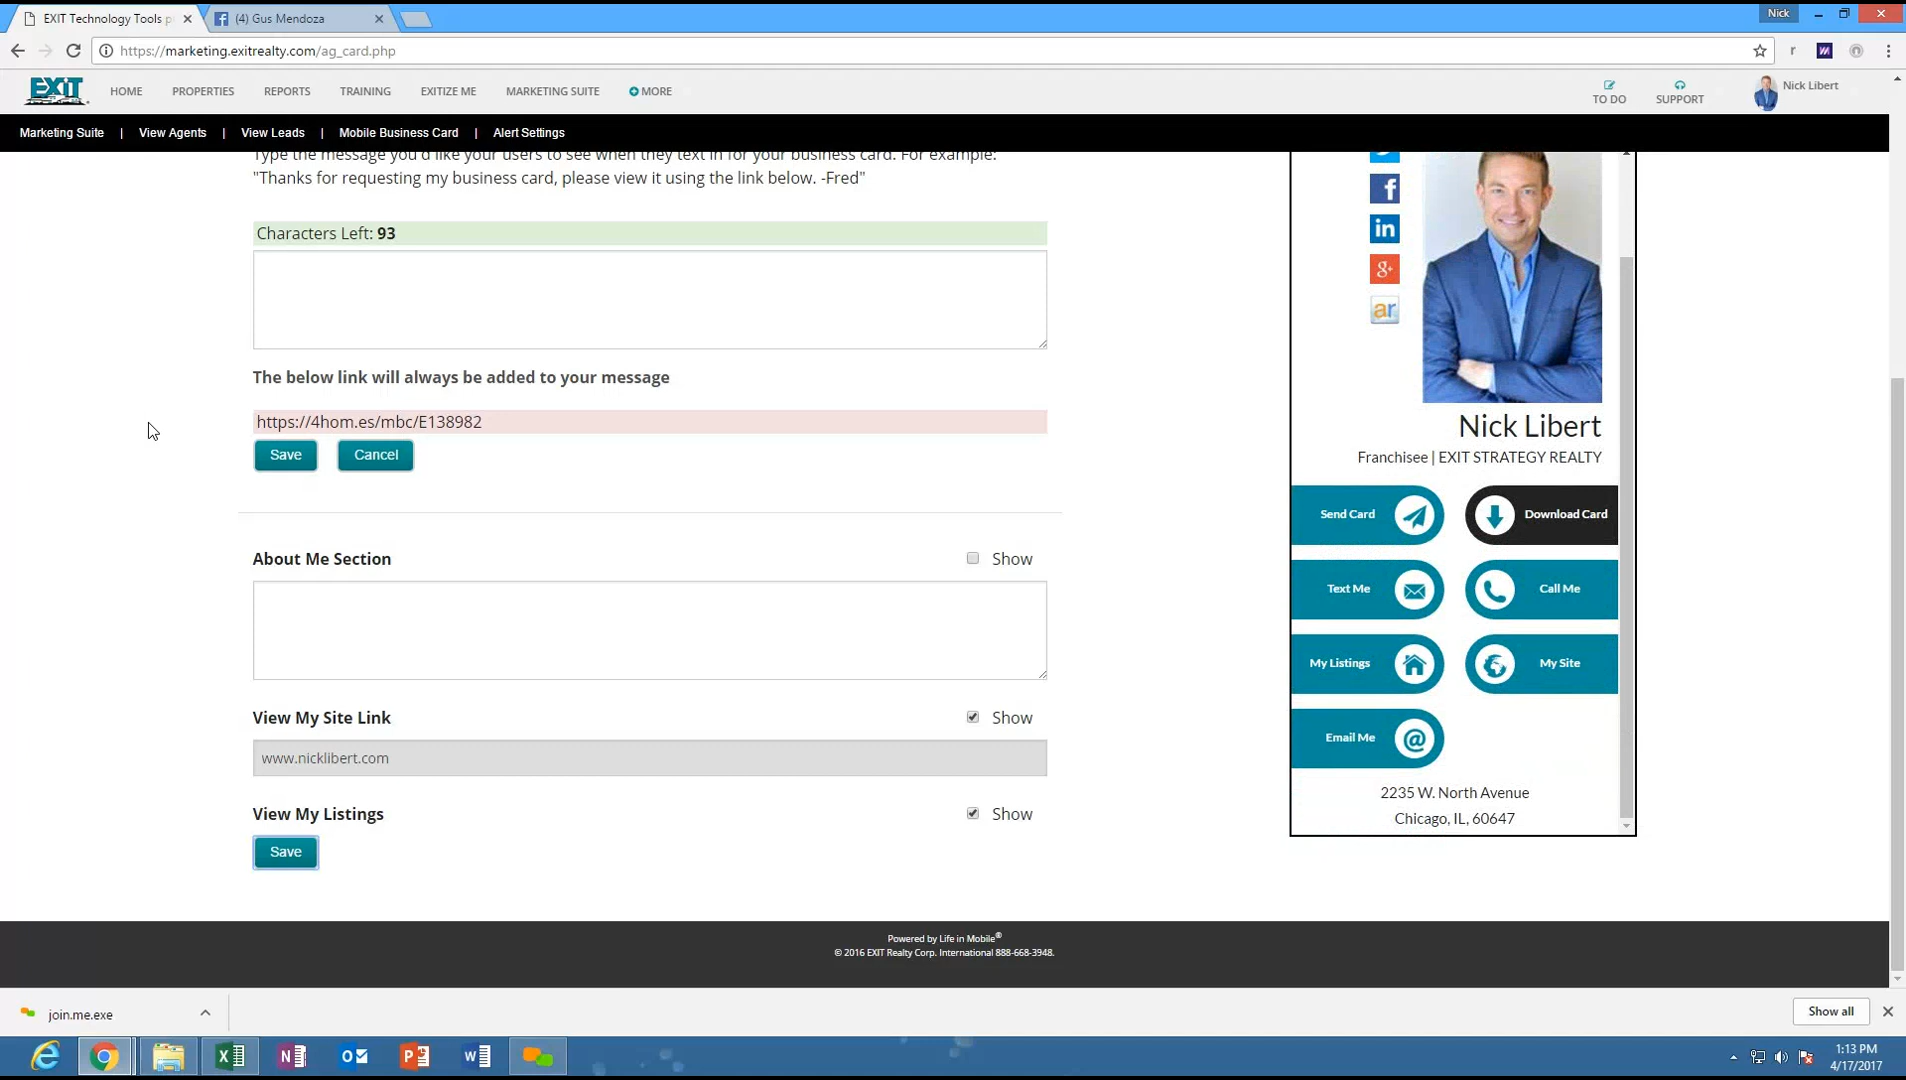 EXIT Technology Tools p
(4) Gus Mendoza
Nick
https://marketing.exitrealty.com/ag_card.php
EXIT
HOME
PROPERTIES
REPORTS
TRAINING
EXITIZE ME
MARKETING SUITE
MORE
TO DO
SUPPORT
Nick Libert
Marketing Suite | View Agents | View Leads | Mobile Business Card | Alert Settings
Type the message you'd like your users to see when they text in for your business card. For example:
"Thanks for requesting my business card, please view it using the link below. -Fred"
Characters Left: 93
The below link will always be added to your message
https://4hom.es/mbc/E138982
Save
Cancel
About Me Section
Show
View My Site Link
Show
www.nicklibert.com
View My Listings
Show
Save
f
in
g+
ar
Nick Libert
Franchisee | EXIT STRATEGY REALTY
Send Card
Download Card
Text Me
Call Me
My Listings
My Site
Email Me
@
2235 W. North Avenue
Chicago, IL, 60647
Powered by Life in Mobile®
© 2016 EXIT Realty Corp. International 888-668-3948.
join.me.exe
Show all
1:13 PM
4/17/2017